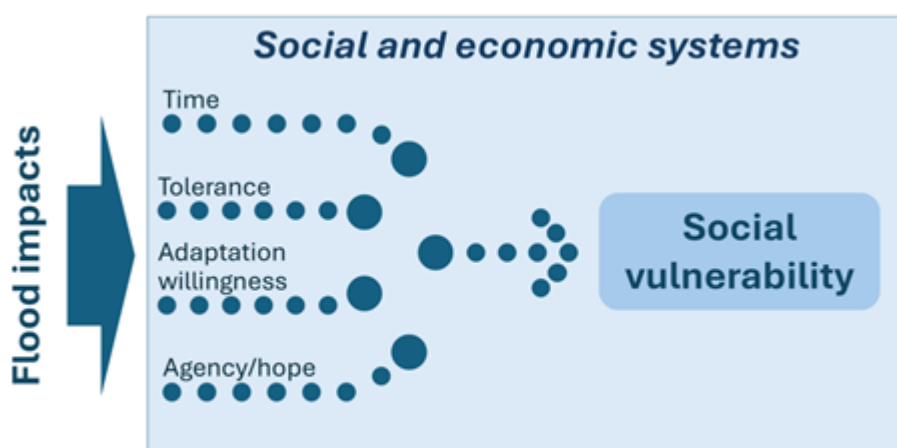 Social and economic systems
Flood impacts
Time
Tolerance
Adaptation
willingness
Agency/hope
Social
vulnerability